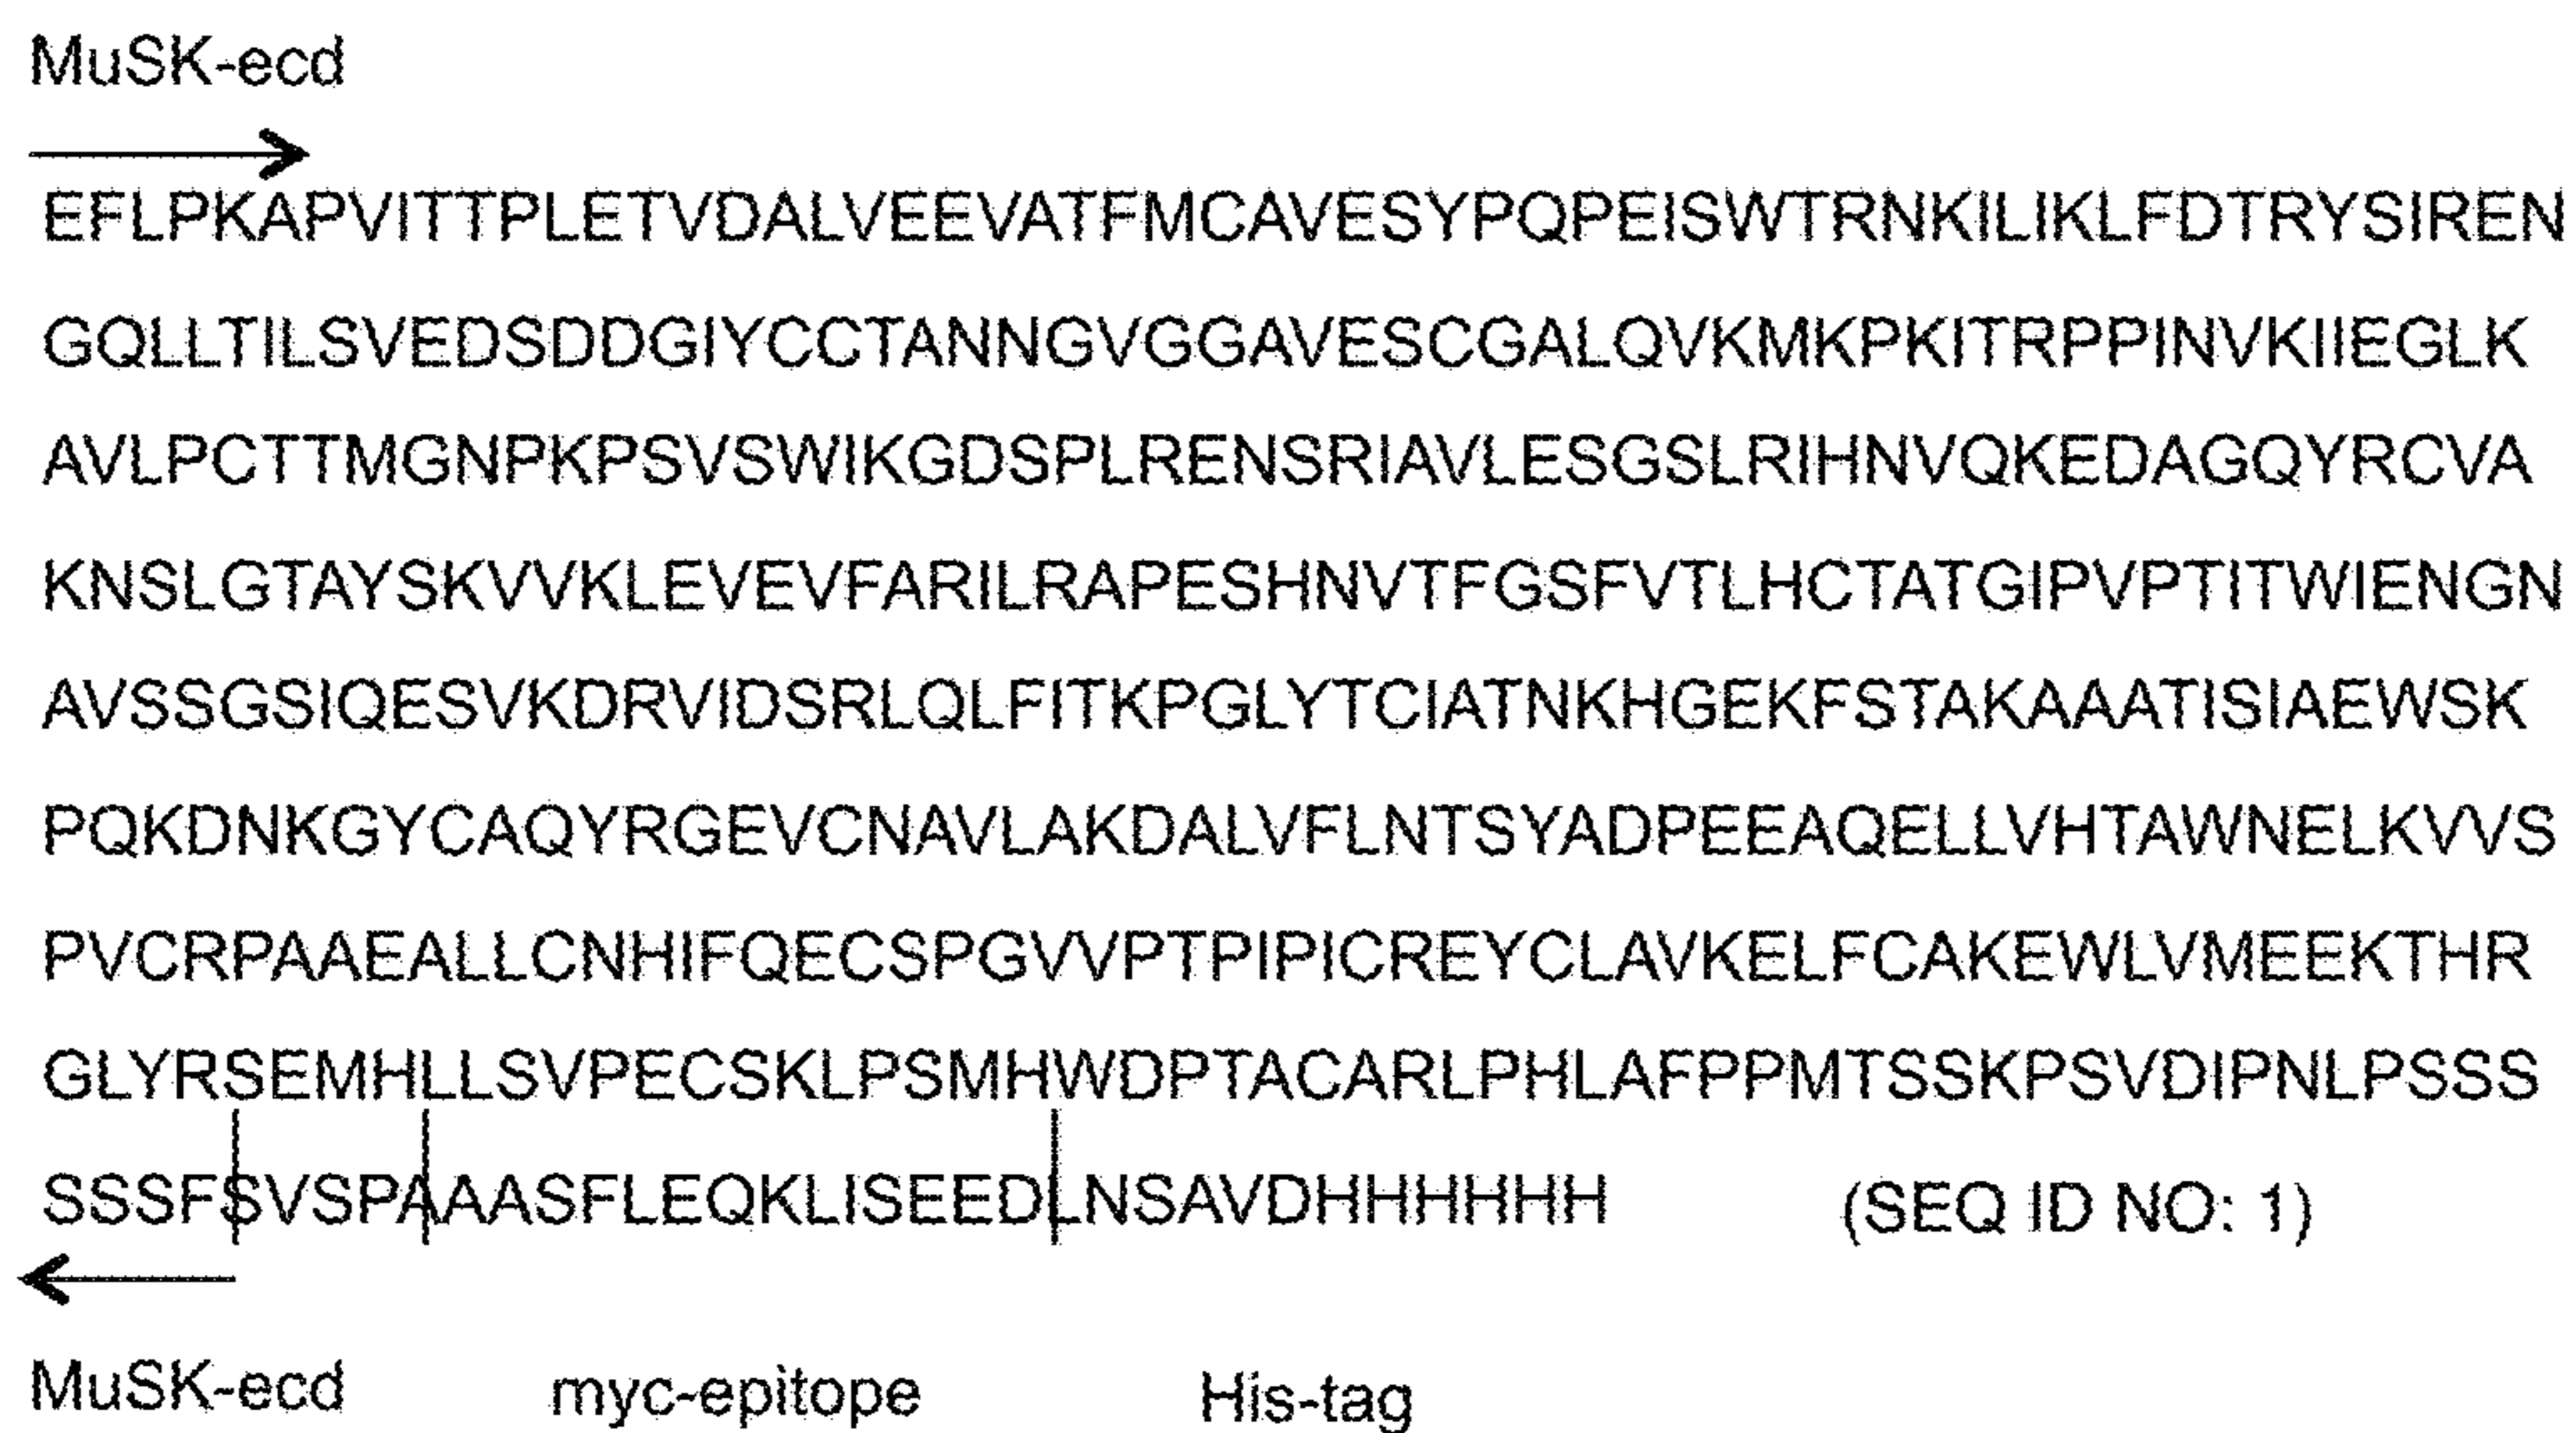 MuSK-ecd
EFLPKAPVITTPLETVDALVEEVATFMCAVESYPQPEISWTRNKILIKLFDTRYSIREN
GQLLTILSVEDSDDGIYCCTANNGVGGAVESCGALQVKMKPKITRPPINVKIIEGLK
AVLPCTTMGNPKPSVSWIKGDSPLRENSRIAVLESGSLRIHNVQKEDAGQYRCVA
KNSLGTAYSKVVKLEVEVFARILRAPESHNVTFGSFVTLHCTATGIPVPTITWIENGN
AVSSGSIQESVKDRVIDSRLQLFITKPGLYTCIATNKHGEKFSTAKAAATISIAEWSK
PQKDNKGYCAQYRGEVCNAVLAKDALVFLNTSYADPEEAQELLVHTAWNELKVVS
PVCRPAAEALLCNHIFQECSPGVVPTPIPICREYCLAVKELFCAKEWLVMEEKTHR
GLYRSEMHLLSVPECSKLPSMHWDPTACARLPHLAFPPMTSSKPSVDIPNLPSSS
SSSFSVSPAAASFLEQKLISEEDLNSAVDHHHHHH (SEQ ID NO: 1)
MuSK-ecd myc-epitope His-tag